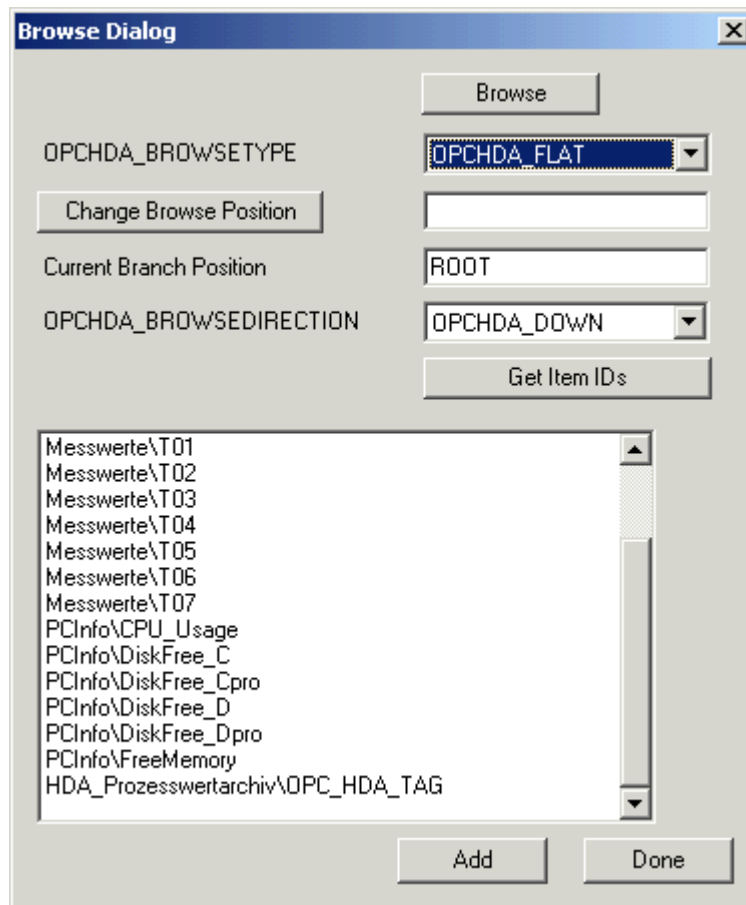 Browse Dialog
Browse
OPCHDA_BROWSETYPE
OPCHDA_FLAT
Change Browse Position
Current Branch Position
ROOT
OPCHDA_BROWSEDIRECTION
OPCHDA_DOWN
Get Item IDs
Messwerte\T01
Messwerte\T02
Messwerte\T03
Messwerte\T04
Messwerte\T05
Messwerte\T06
Messwerte\T07
PCInfo\CPU_Usage
PCInfo\DiskFree_C
PCInfo\DiskFree_Cpro
PCInfo\DiskFree_D
PCInfo\DiskFree_Dpro
PCInfo\FreeMemory
HDA_Prozesswertarchiv\OPC_HDA_TAG
Add
Done